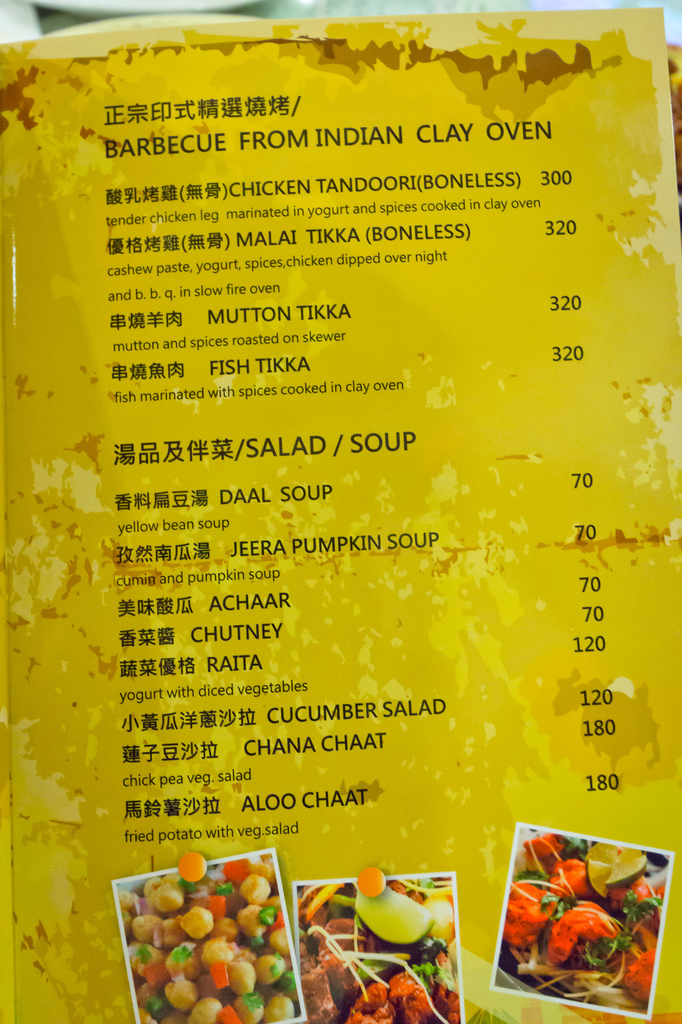 正宗印式精選燒烤/
BARBECUE FROM INDIAN CLAY OVEN
酸乳烤雞(無骨)CHICKEN TANDOORI(BONELESS) 300
tender chicken leg marinated in yogurt and spices cooked in clay oven
優格烤雞(無骨) MALAI TIKKA (BONELESS) 320
cashew paste, yogurt, spices,chicken dipped over night
and b. b. q. in slow fire oven
串燒羊肉 MUTTON TIKKA 320
mutton and spices roasted on skewer
串燒魚肉 FISH TIKKA 320
fish marinated with spices cooked in clay oven
湯品及伴菜/SALAD / SOUP
香料扁豆湯 DAAL SOUP 70
yellow bean soup
孜然南瓜湯 JEERA PUMPKIN SOUP 70
cumin and pumpkin soup
美味酸瓜 ACHAAR 70
香菜醬 CHUTNEY 70
蔬菜優格 RAITA 120
yogurt with diced vegetables
小黃瓜洋蔥沙拉 CUCUMBER SALAD 120
蓮子豆沙拉 CHANA CHAAT 180
chick pea veg. salad
馬鈴薯沙拉 ALOO CHAAT 180
fried potato with veg.salad